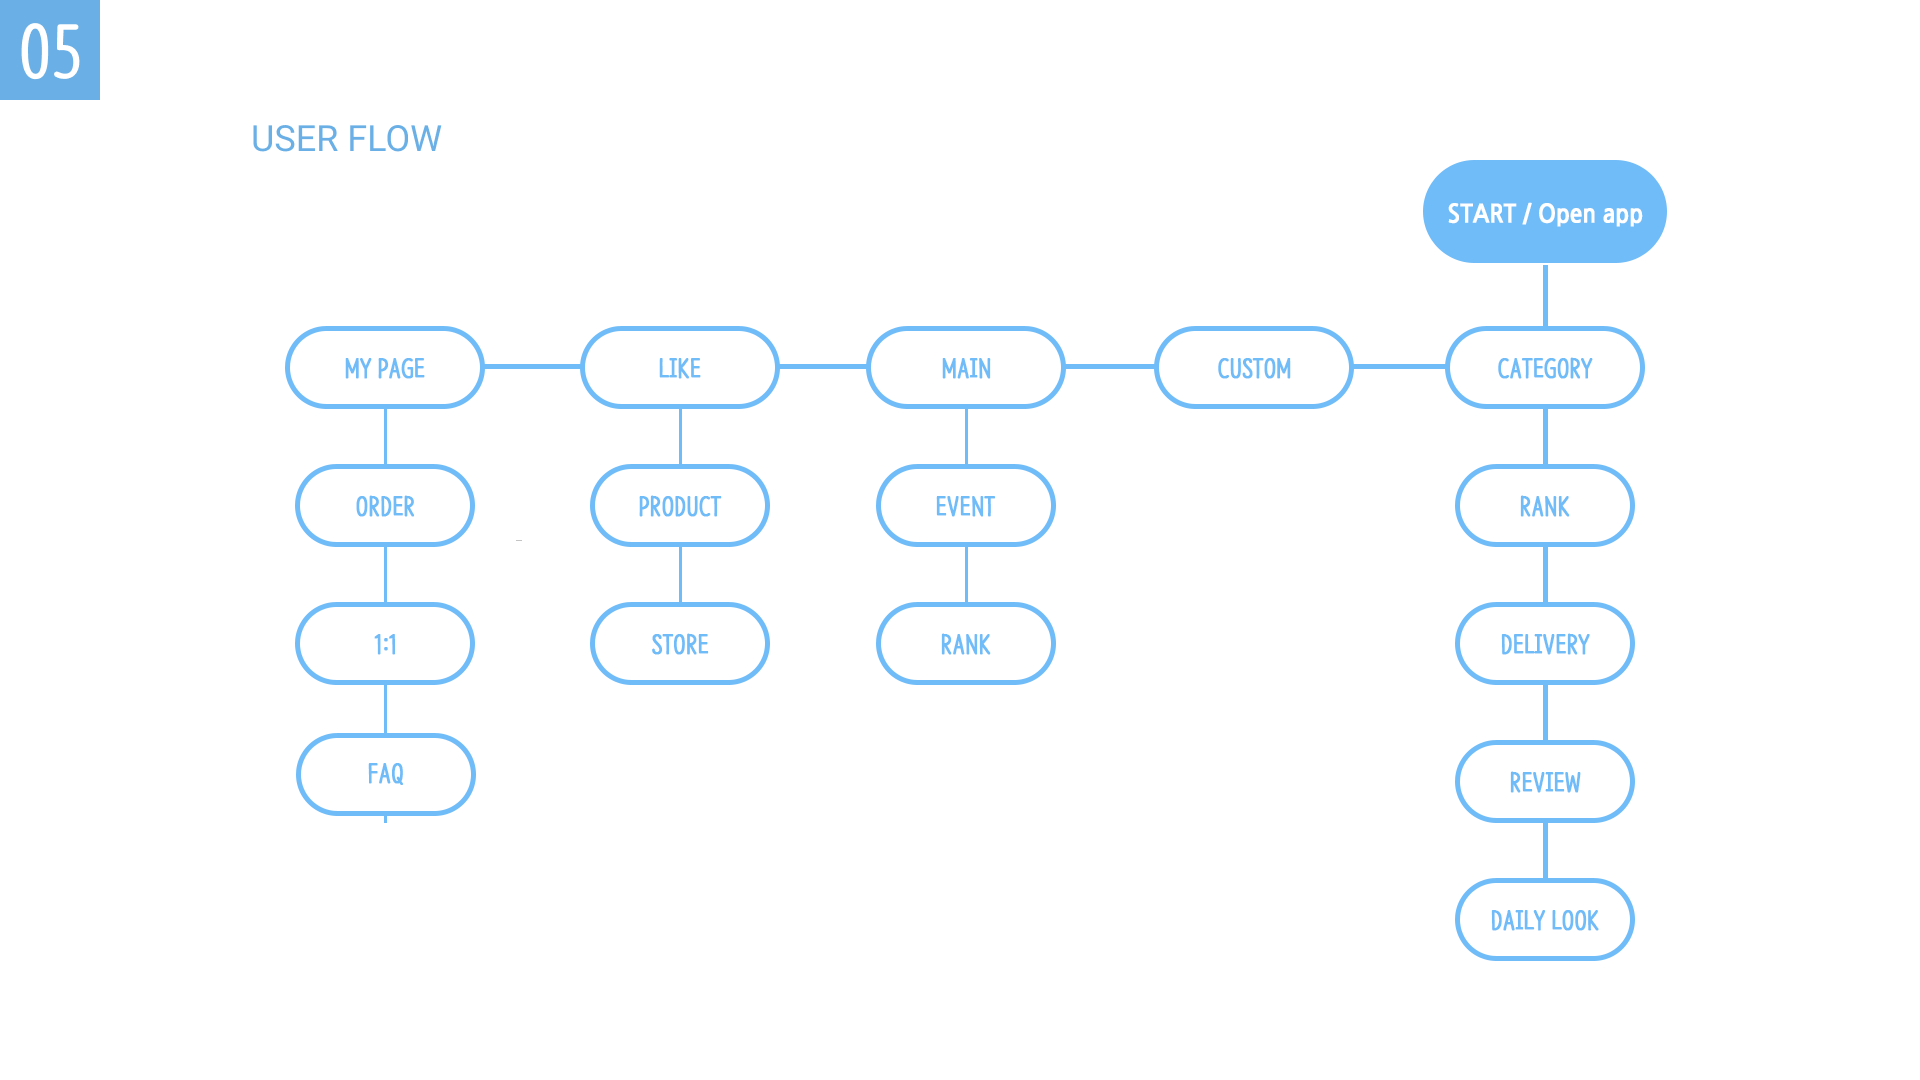 05
USER FLOW
START / Open app
MY PAGE
LIKE
MAIN
CUSTOM
CATEGORY
ORDER
PRODUCT
EVENT
RANK
1:1
STORE
RANK
DELIVERY
FAQ
REVIEW
DAILY LOOK